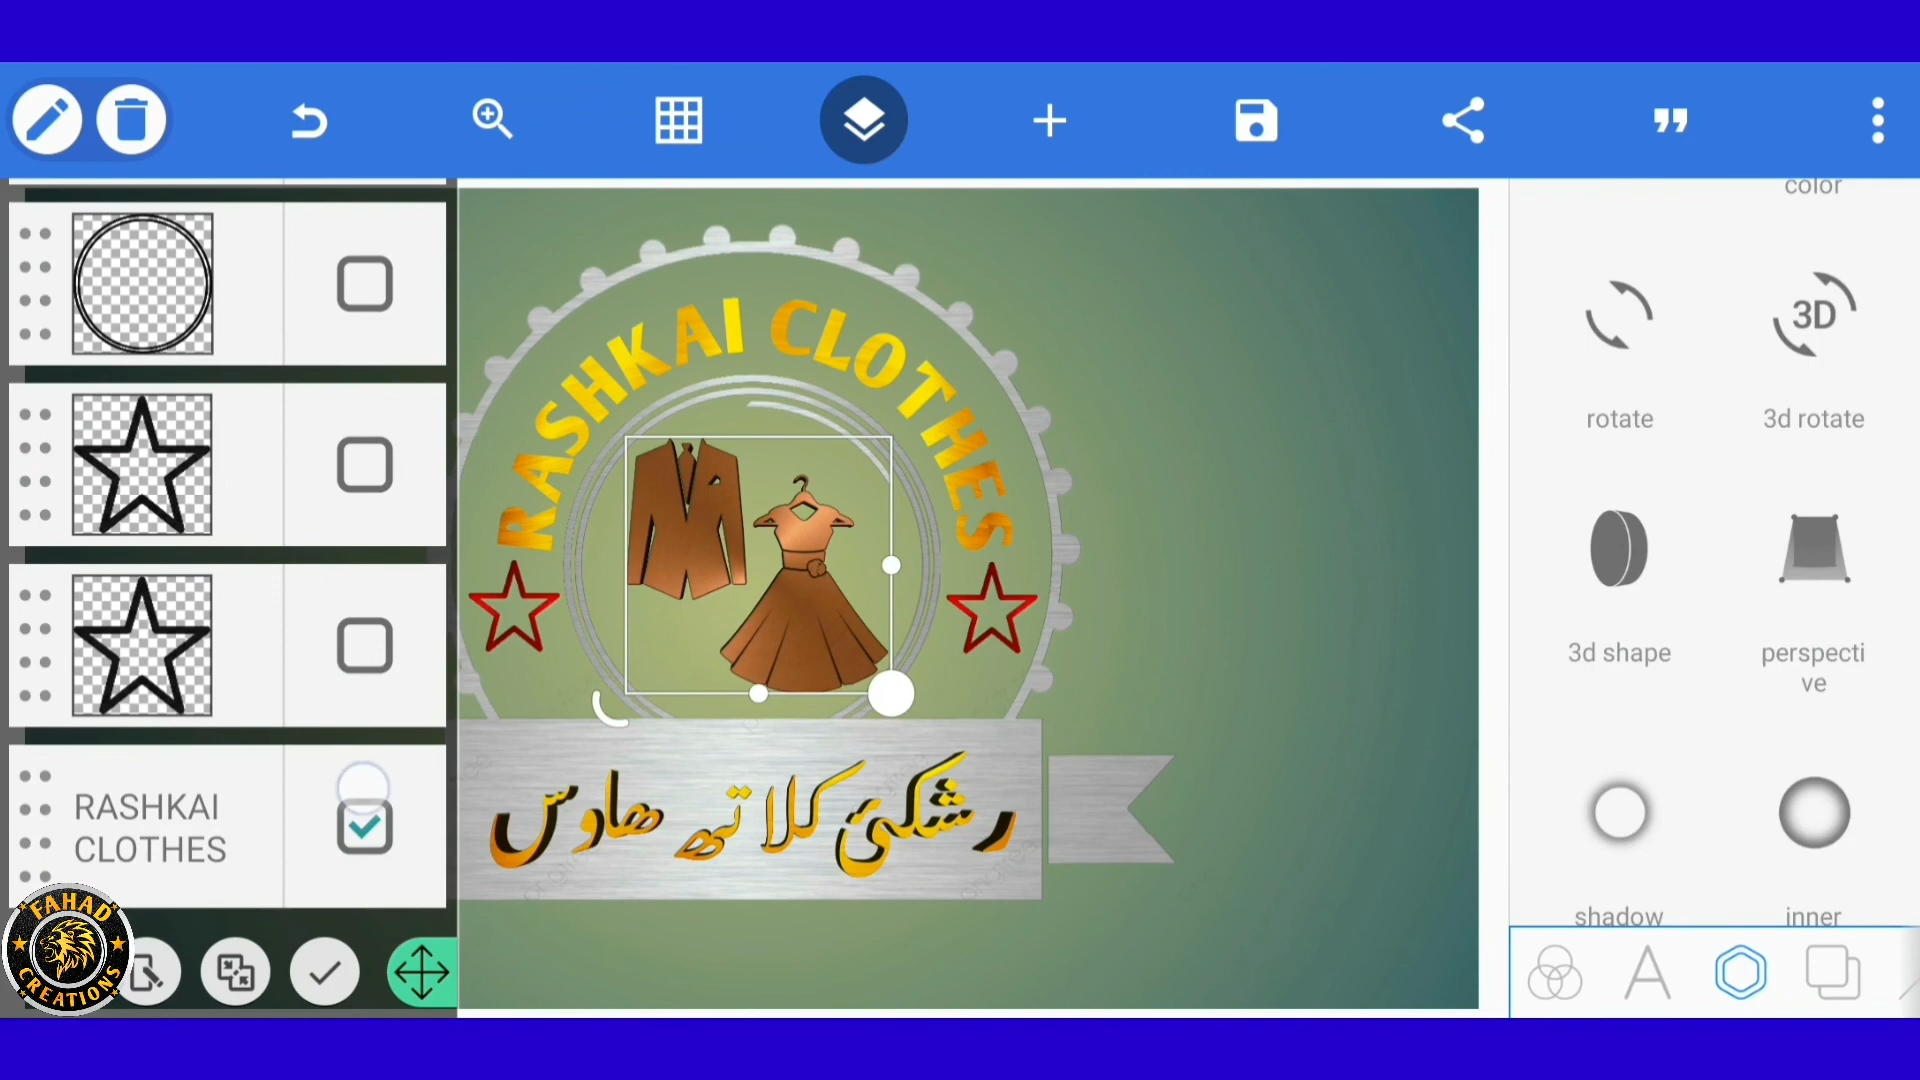 color
rotate
3D
3d rotate
3d shape
perspecti
ve
shadow
inner
RASHKAI CLOTHES
رشکئ کلاتھ ھاوس
RASHKAI
CLOTHES
FAHAD
CREATIONS